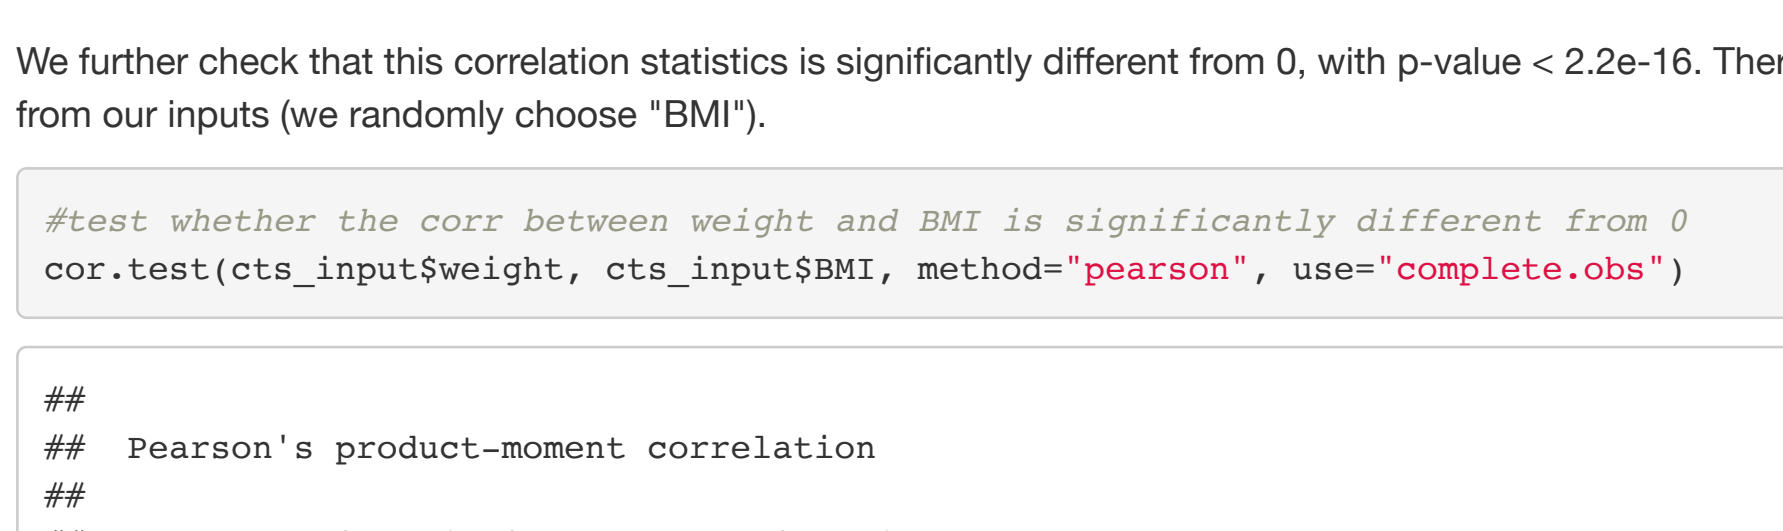 We further check that this correlation statistics is significantly different from 0, with p-value < 2.2e-16.
from our inputs (we randomly choose "BMI").
#test whether the corr between weight and BMI is significantly different from 0
cor.test(cts_input$weight, cts_input$BMI, method="pearson", use="complete.obs")
##
## Pearson's product-moment correlation
##